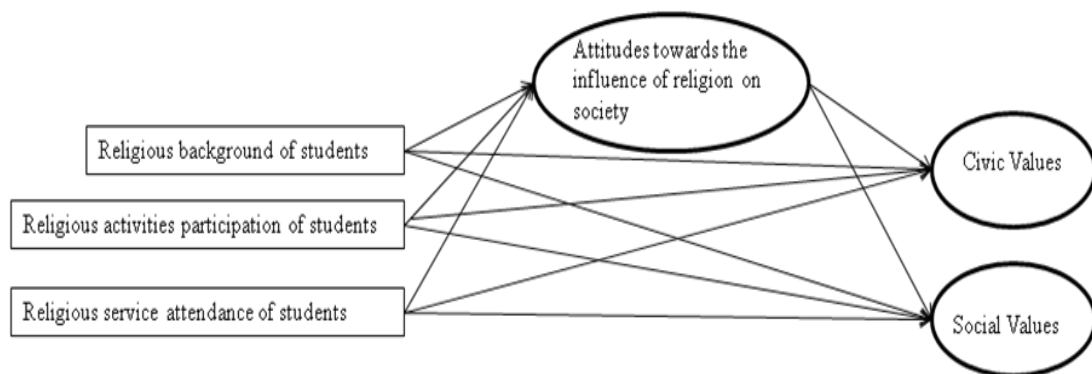 Attitudes towards the
influence of religion on
society
Religious background of students
Civic Values
Religious activities participation of students
Religious service attendance of students
Social Values